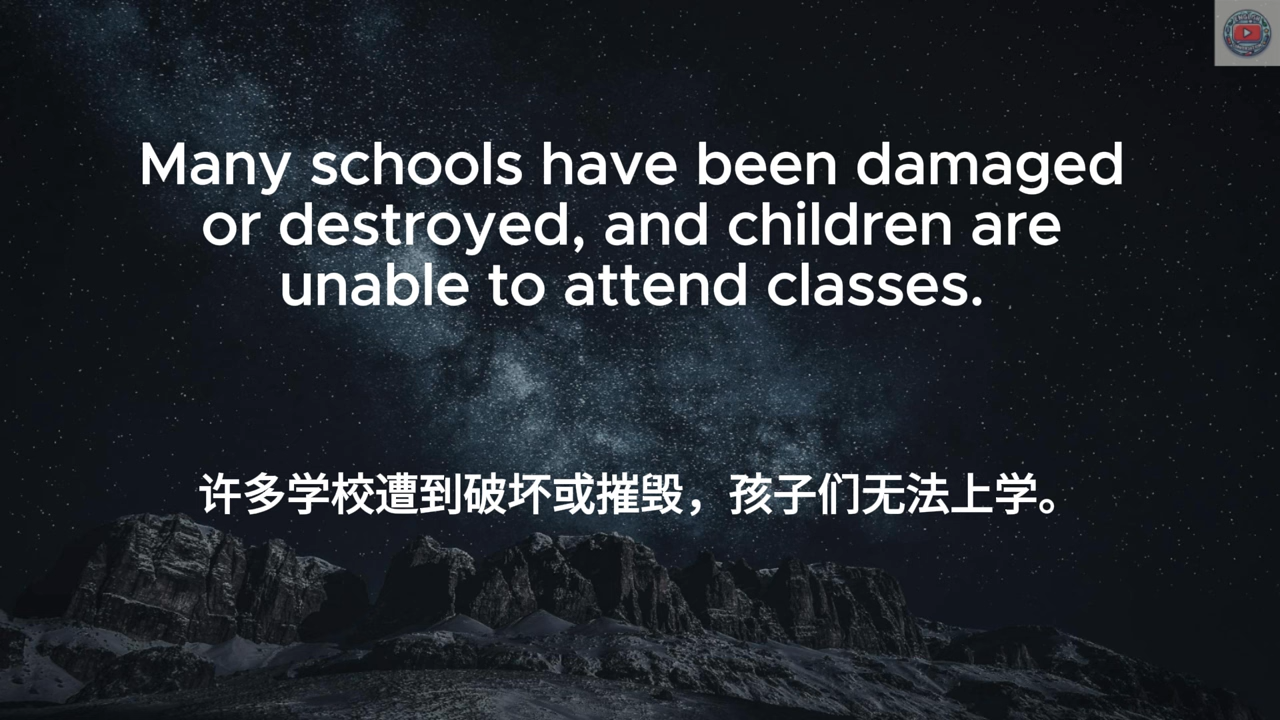 Many schools have been damaged
or destroyed, and children are
unable to attend classes.
许多学校遭到破坏或摧毁，孩子们无法上学。